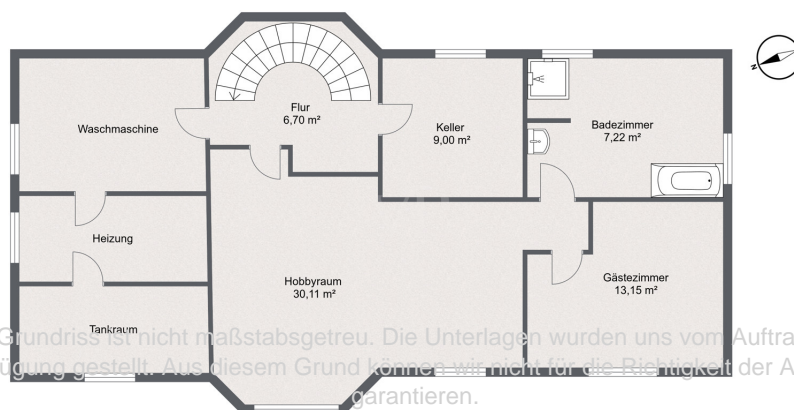 Flur
6,70 m²
Waschmaschine
Keller
9,00 m²
Badezimmer
7,22 m²
N
Heizung
Hobbyraum
30,11 m²
Gästezimmer
13,15 m²
Tankraum
Grundriss ist nicht maßstabsgetreu. Die Unterlagen wurden uns vom Auftra
ügung gestellt. Aus diesem Grund können wir nicht für die Richtigkeit der A
garantieren.